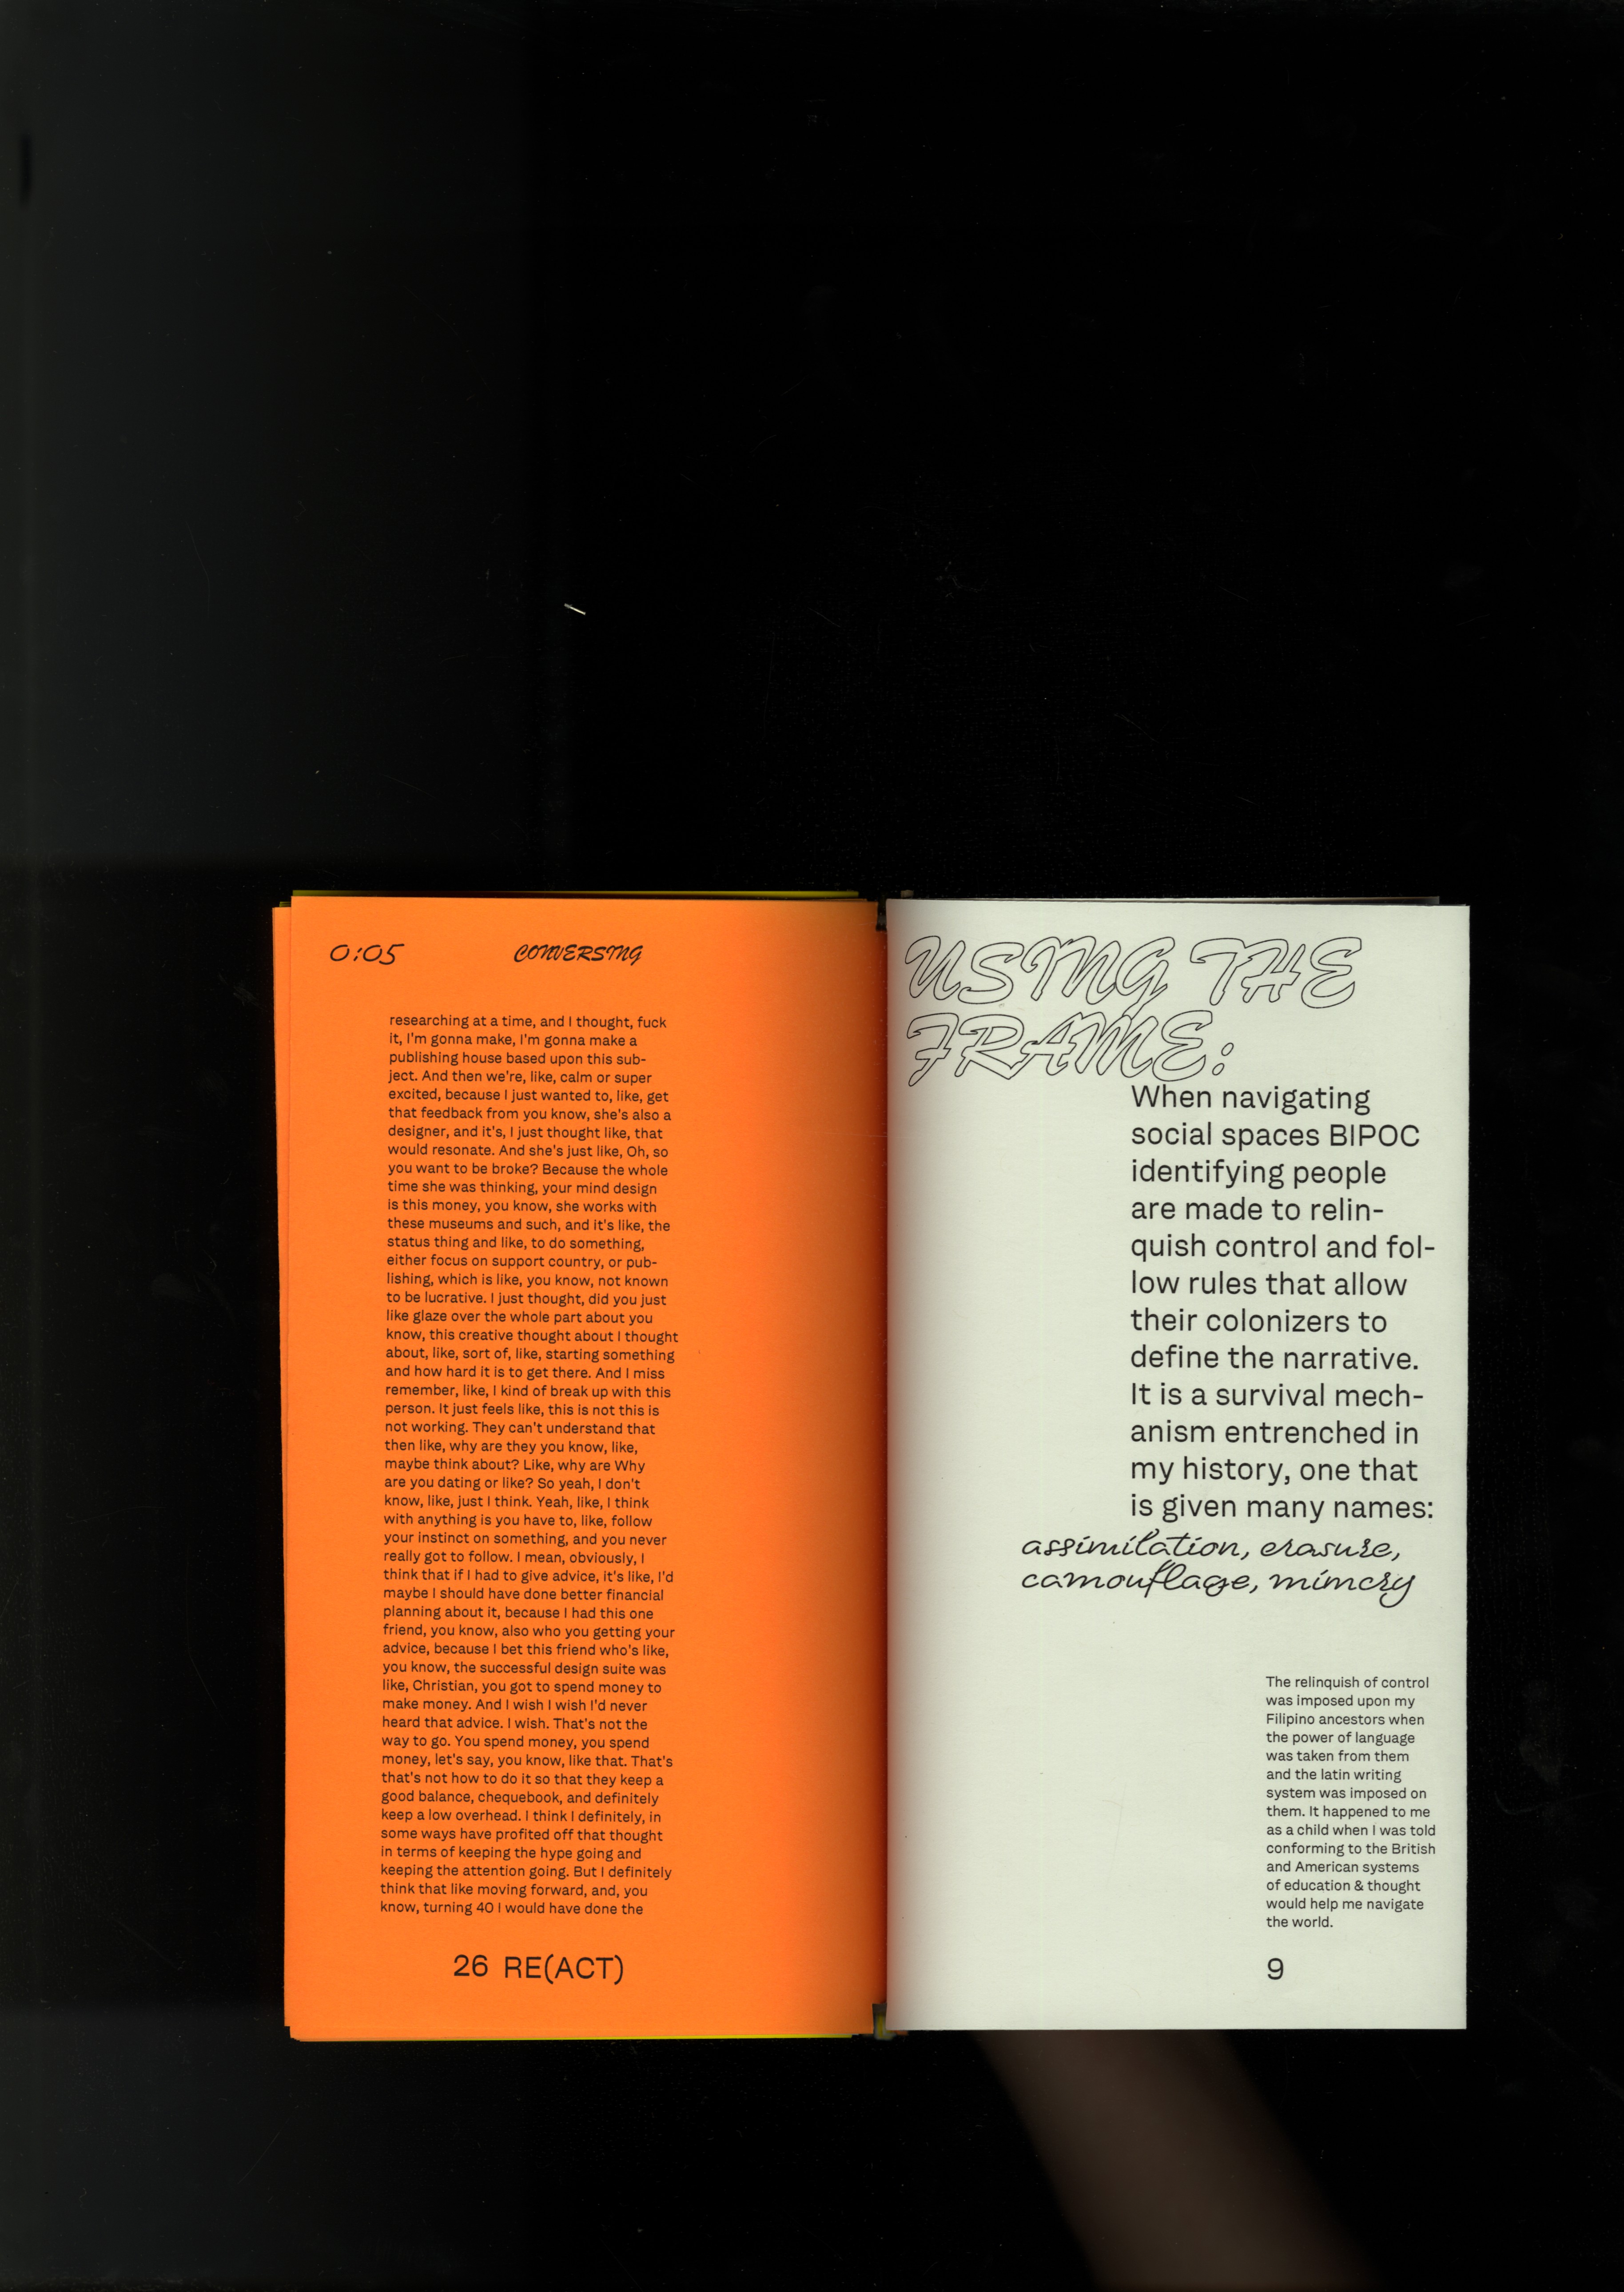 0:05 CONVERSING
researching at a time, and I thought, fuck
it, I'm gonna make, I'm gonna make a
publishing house based upon this sub-
ject. And then we're, like, calm or super
excited, because I just wanted to, like, get
that feedback from you know, she's also a
designer, and it's, I just thought like, that
would resonate. And she's just like, Oh, so
you want to be broke? Because the whole
time she was thinking, your mind design
is this money, you know, she works with
these museums and such, and it's like, the
status thing and like, to do something,
either focus on support country, or pub-
lishing, which is like, you know, not known
to be lucrative. I just thought, did you just
like glaze over the whole part about you
know, this creative thought about I thought
about, like, sort of, like, starting something
and how hard it is to get there. And I miss
remember, like, I kind of break up with this
person. It just feels like, this is not this is
not working. They can't understand that
then like, why are they you know, like,
maybe think about? Like, why are Why
are you dating or like? So yeah, I don't
know, like, just I think. Yeah, like, I think
with anything is you have to, like, follow
your instinct on something, and you never
really got to follow. I mean, obviously, I
think that if I had to give advice, it's like, I'd
maybe I should have done better financial
planning about it, because I had this one
friend, you know, also who you getting your
advice, because I bet this friend who's like,
you know, the successful design suite was
like, Christian, you got to spend money to
make money. And I wish I wish I'd never
heard that advice. I wish. That's not the
way to go. You spend money, you spend
money, let's say, you know, like that. That's
that's not how to do it so that they keep a
good balance, chequebook, and definitely
keep a low overhead. I think I definitely, in
some ways have profited off that thought
in terms of keeping the hype going and
keeping the attention going. But I definitely
think that like moving forward, and, you
know, turning 40 I would have done the
26 RE(ACT)
USING THE
FRAME:
When navigating
social spaces BIPOC
identifying people
are made to relin-
quish control and fol-
low rules that allow
their colonizers to
define the narrative.
It is a survival mech-
anism entrenched in
my history, one that
is given many names:
assimilation, erasure,
camouflage, mimcry
The relinquish of control
was imposed upon my
Filipino ancestors when
the power of language
was taken from them
and the latin writing
system was imposed on
them. It happened to me
as a child when I was told
conforming to the British
and American systems
of education & thought
would help me navigate
the world.
9